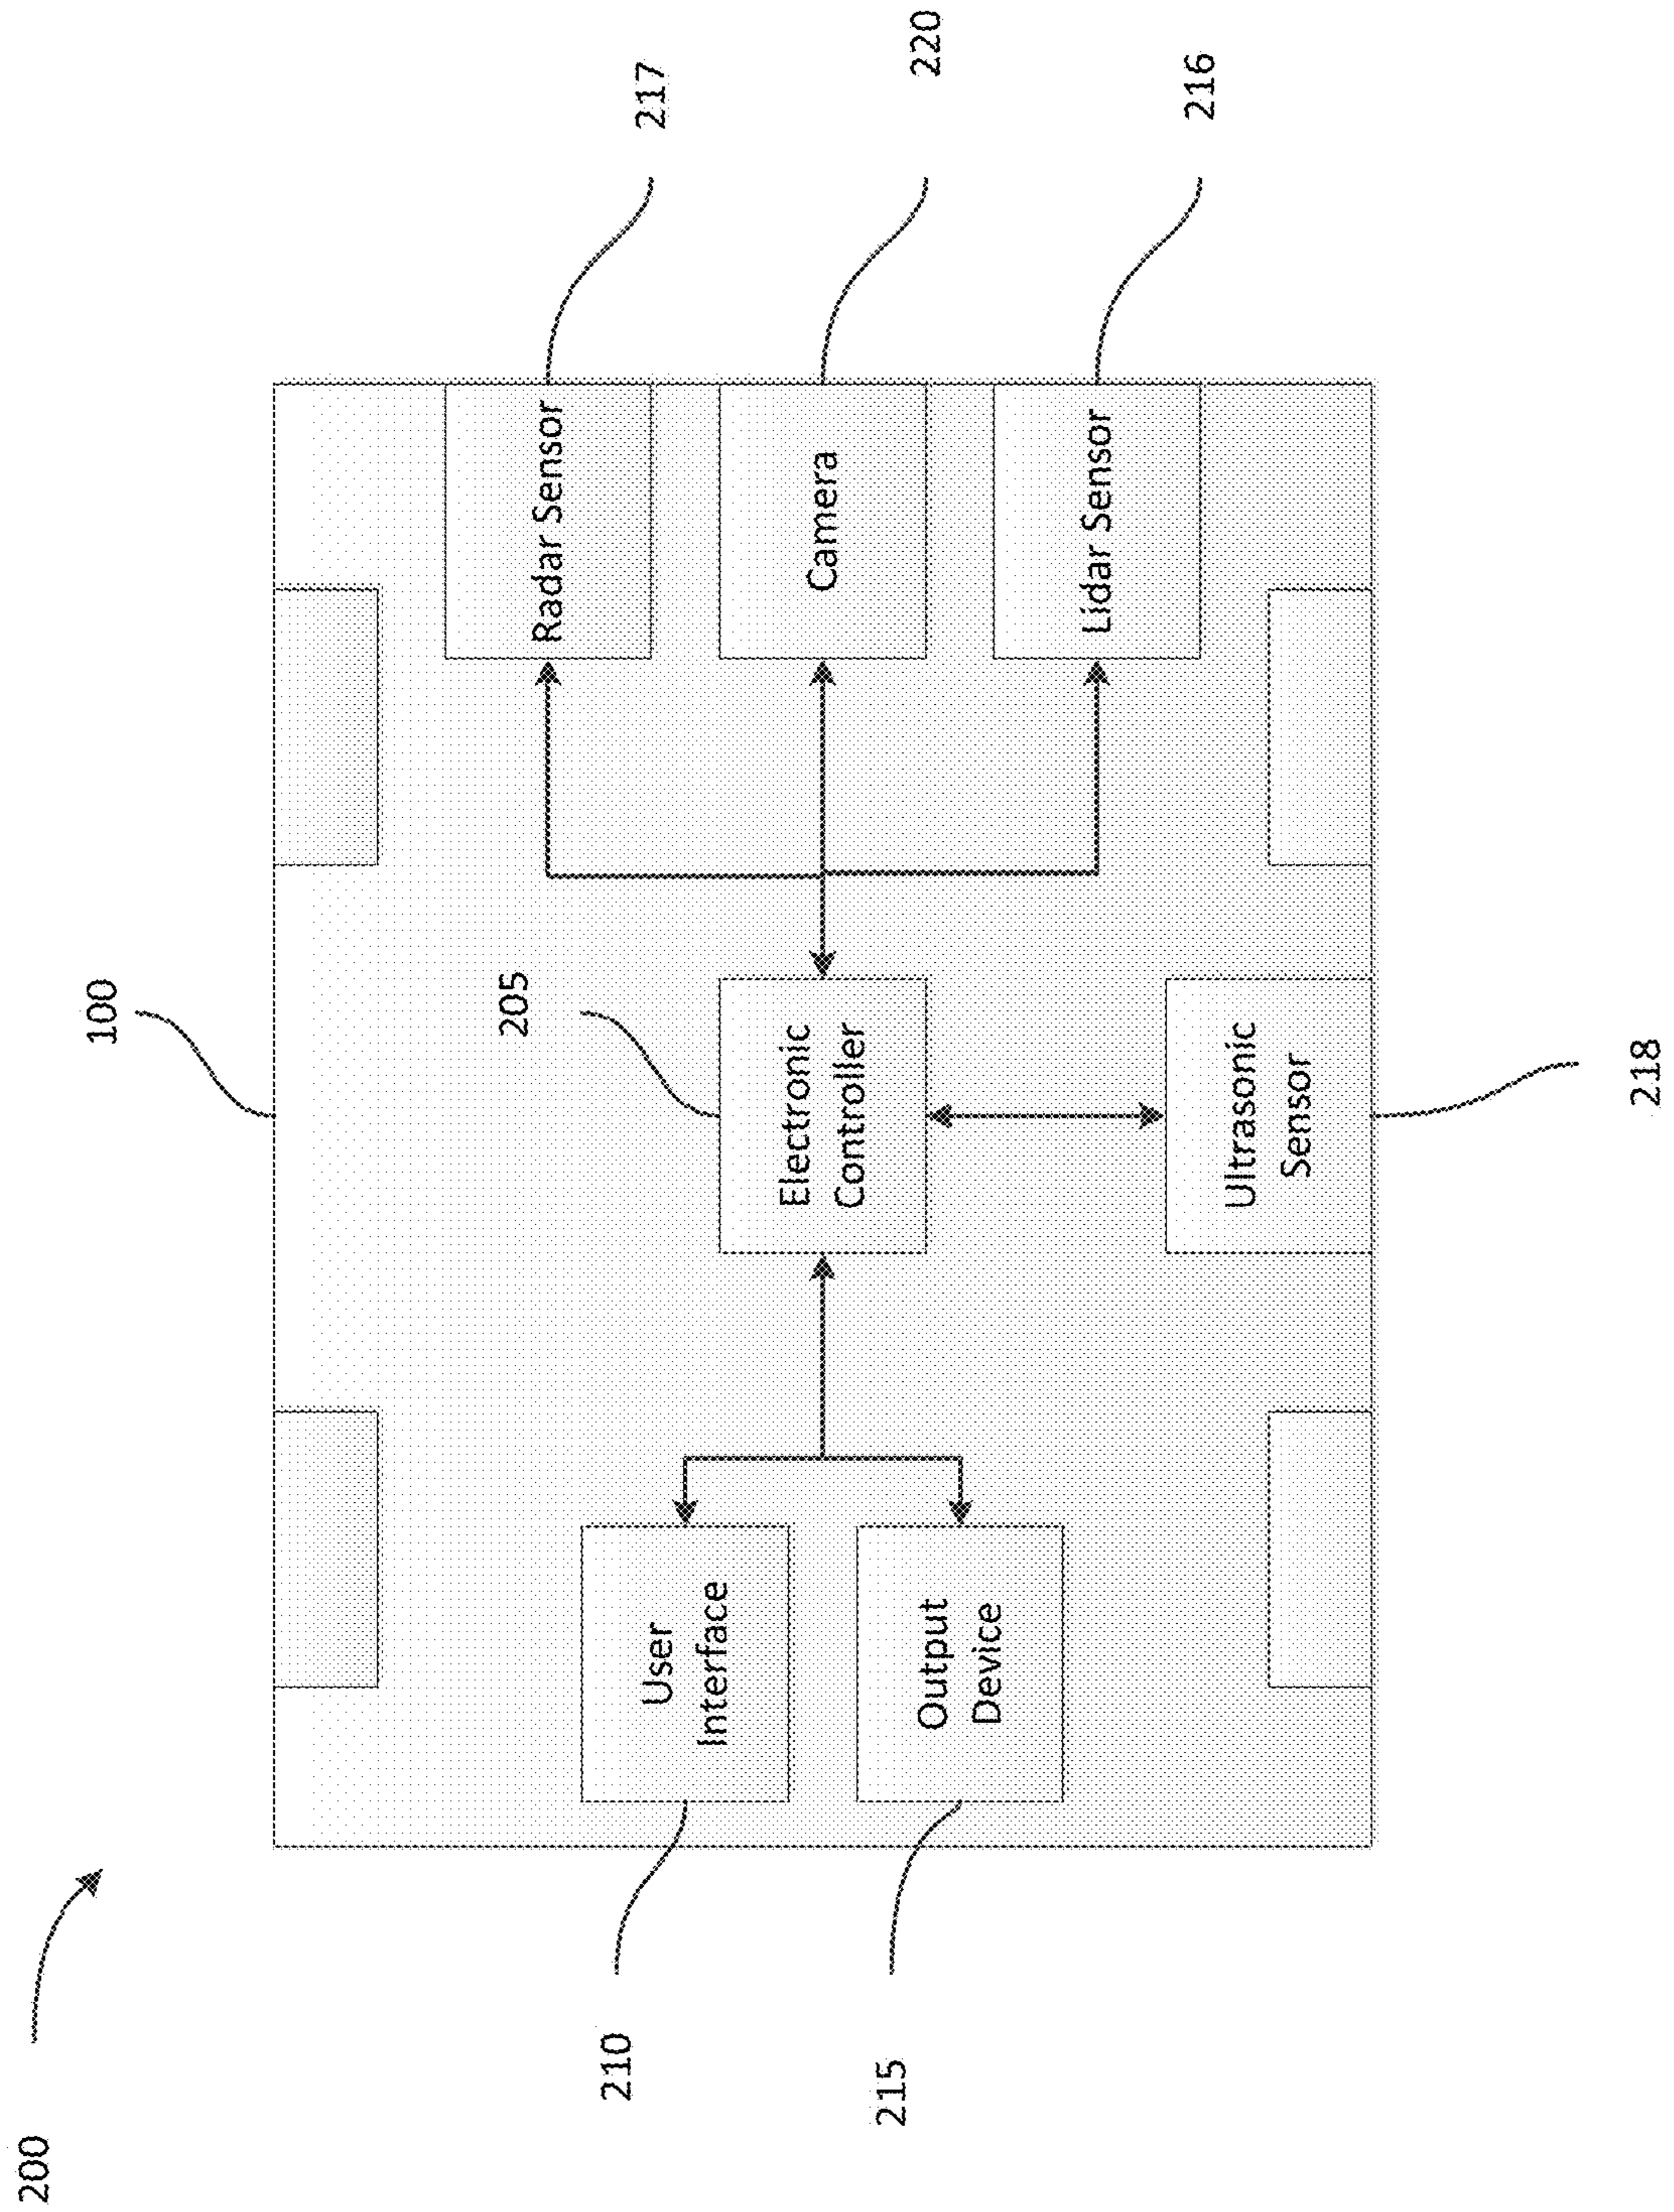 200
100
210
User
Interface
215
Output
Device
205
Electronic
Controller
Ultrasonic
Sensor
218
Radar Sensor
217
Camera
220
Lidar Sensor
216